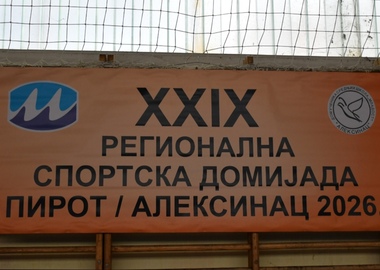 XXIX
РЕГИОНАЛНА
СПОРТСКА ДОМИЈАДА
ПИРОТ / АЛЕКСИНАЦ 2026